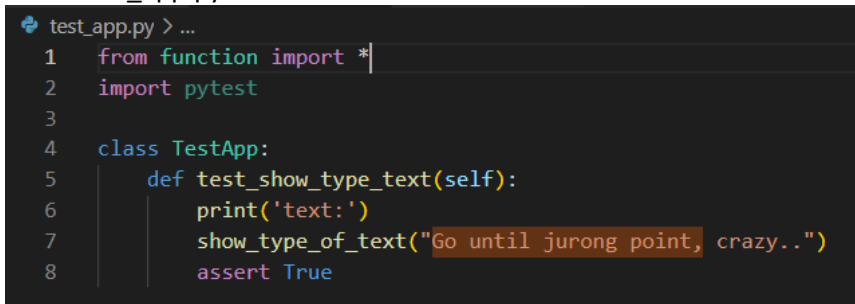 test_app.py > ...
1 from function import *
2 import pytest
3
4 class TestApp:
5 def test_show_type_text(self):
6 print('text:')
7 show_type_of_text("Go until jurong point, crazy..")
8 assert True